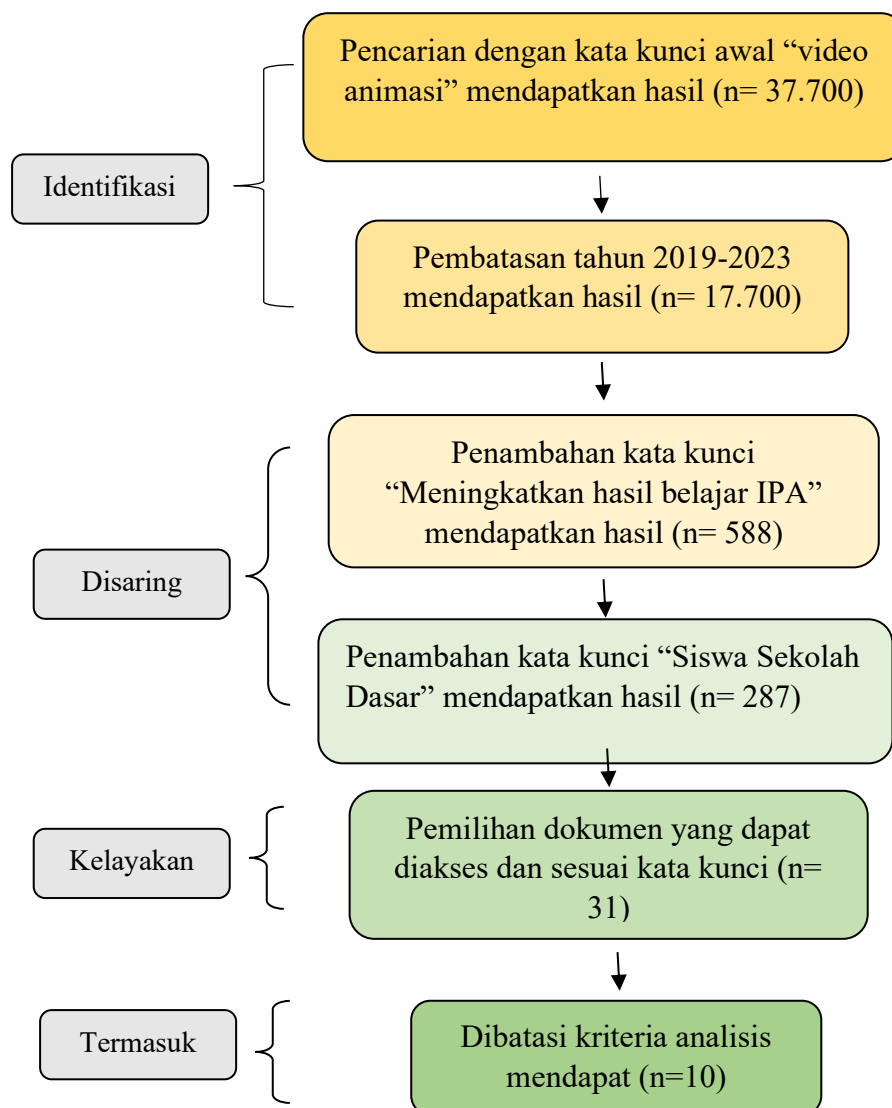 Pencarian dengan kata kunci awal “video
animasi” mendapatkan hasil (n= 37.700)
Identifikasi
Pembatasan tahun 2019-2023
mendapatkan hasil (n= 17.700)
Penambahan kata kunci
“Meningkatkan hasil belajar IPA”
mendapatkan hasil (n= 588)
Disaring
Penambahan kata kunci “Siswa Sekolah
Dasar” mendapatkan hasil (n= 287)
Pemilihan dokumen yang dapat
diakses dan sesuai kata kunci (n=
31)
Kelayakan
Dibatasi kriteria analisis
mendapat (n=10)
Termasuk